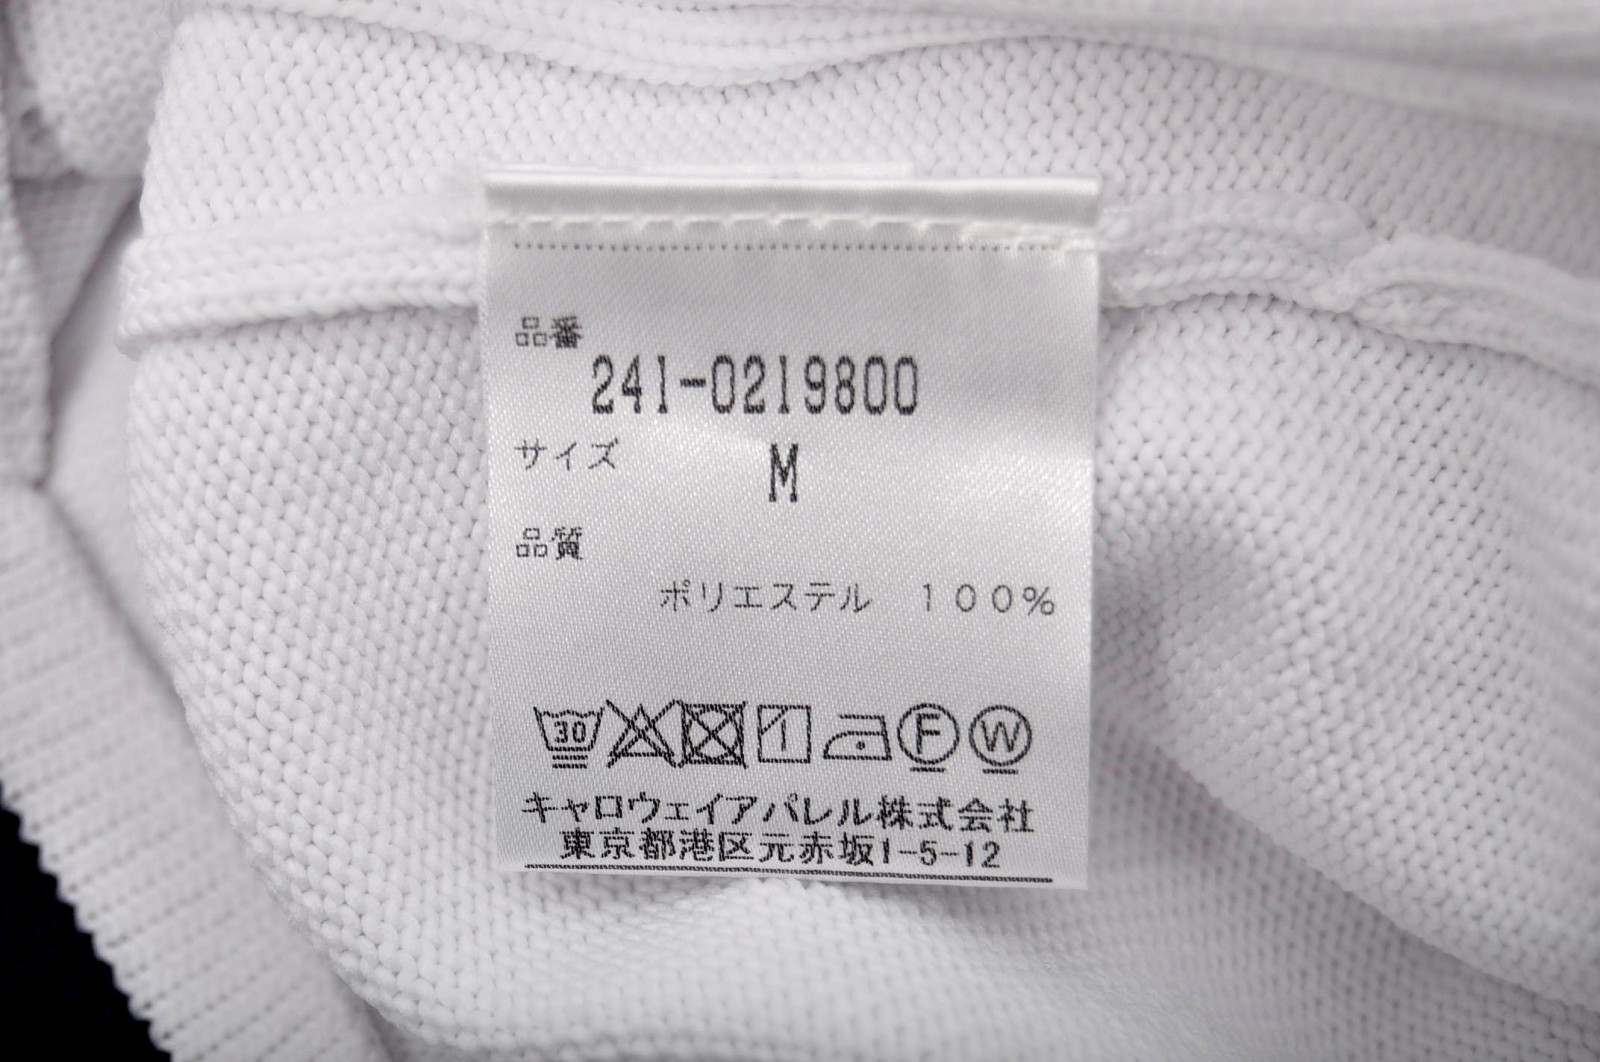 品番
241-0219800
サイズ M
品質
ポリエステル 100%
30 F W
キャロウェイアパレル株式会社
東京都港区元赤坂1-5-12